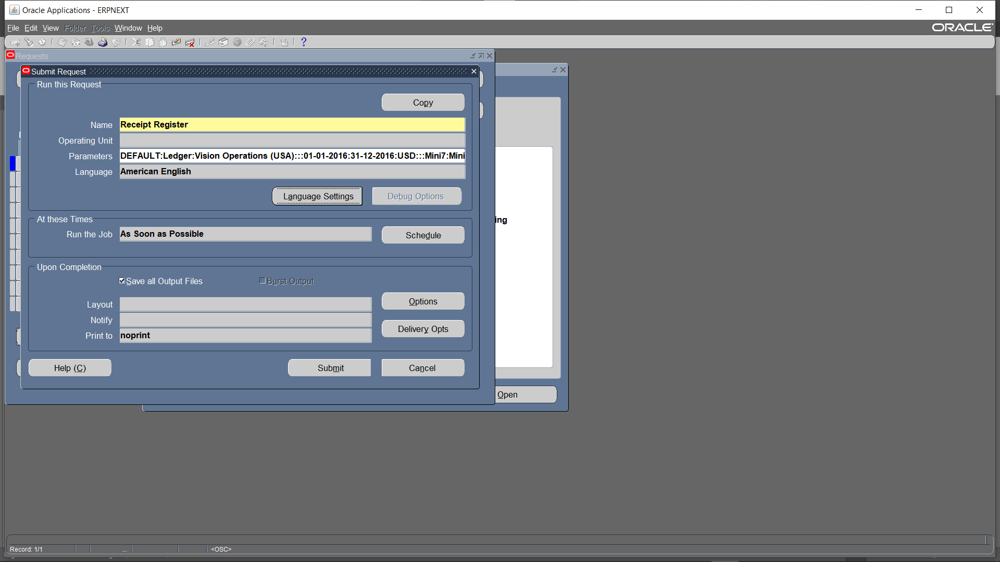 Oracle Applications - ERPNEXT
File Edit View Folder Tools Window Help
ORACLE
Requests
Submit Request
Run this Request
Copy
Name Receipt Register
Operating Unit
Parameters DEFAULT:Ledger:Vision Operations (USA):::01-01-2016:31-12-2016:USD:::Mini7:Mini
Language American English
Language Settings Debug Options
At these Times
ing
Run the Job As Soon as Possible Schedule
Upon Completion
Save all Output Files Burst Output
Layout
Options
Notify
Delivery Opts
Print to noprint
Help (C) Submit Cancel
Open
Record: 1/1 ... <OSC>